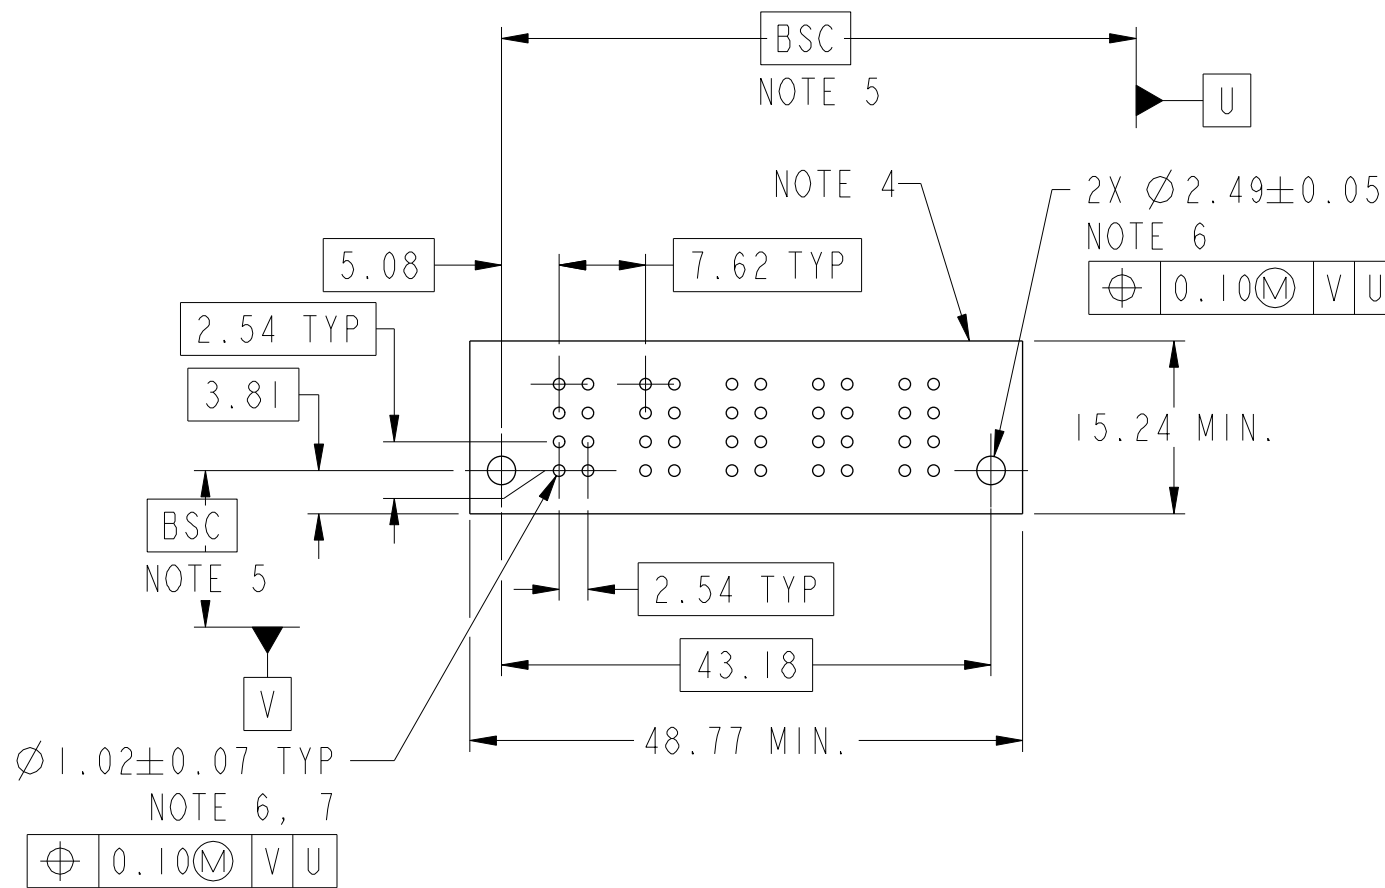 BSC
NOTE 5
U
NOTE 4
2X ∅2.49±0.05
NOTE 6
⌖ 0.10Ⓜ V U
5.08
7.62 TYP
2.54 TYP
3.81
15.24 MIN.
BSC
NOTE 5
2.54 TYP
43.18
V
48.77 MIN.
∅1.02±0.07 TYP
NOTE 6, 7
⌖ 0.10Ⓜ V U